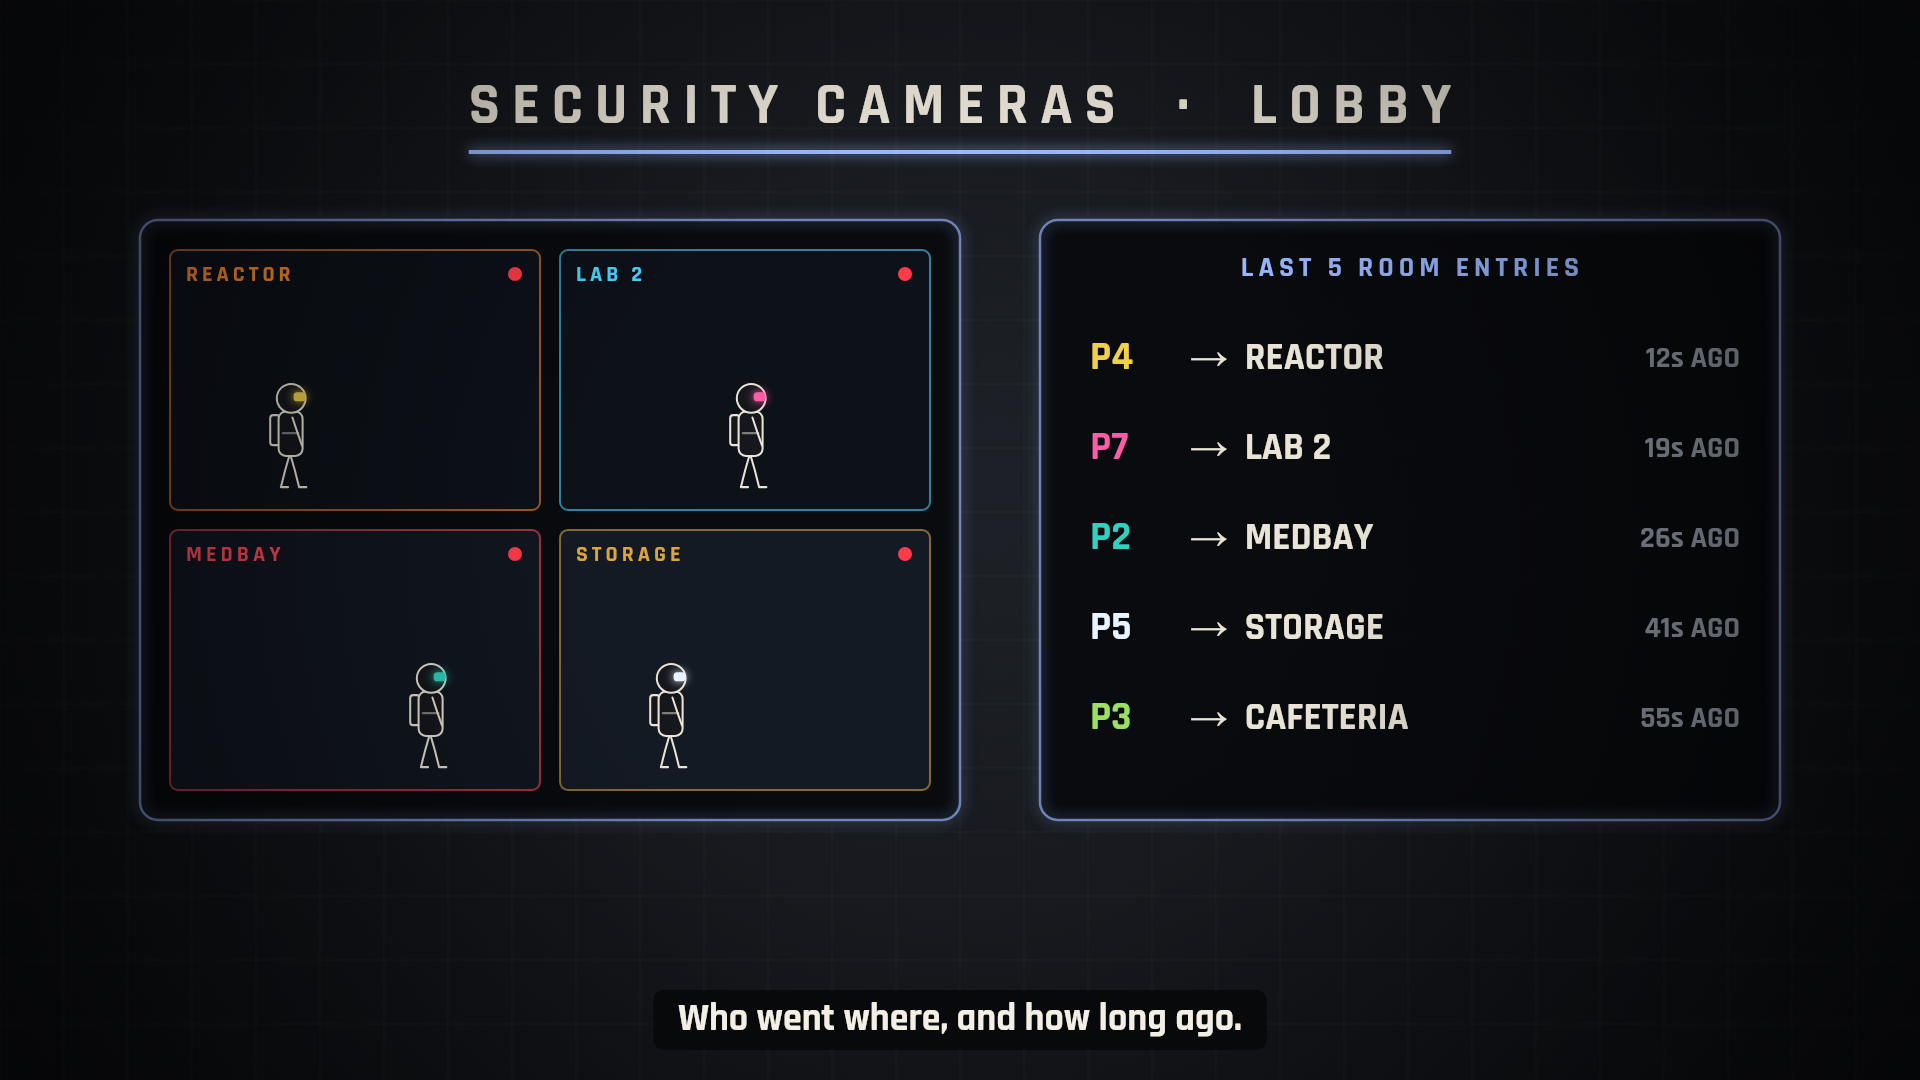 SECURITY CAMERAS · LOBBY
REACTOR
LAB 2
MEDBAY
STORAGE
LAST 5 ROOM ENTRIES
P4 → REACTOR 12s AGO
P7 → LAB 2 19s AGO
P2 → MEDBAY 26s AGO
P5 → STORAGE 41s AGO
P3 → CAFETERIA 55s AGO
Who went where, and how long ago.